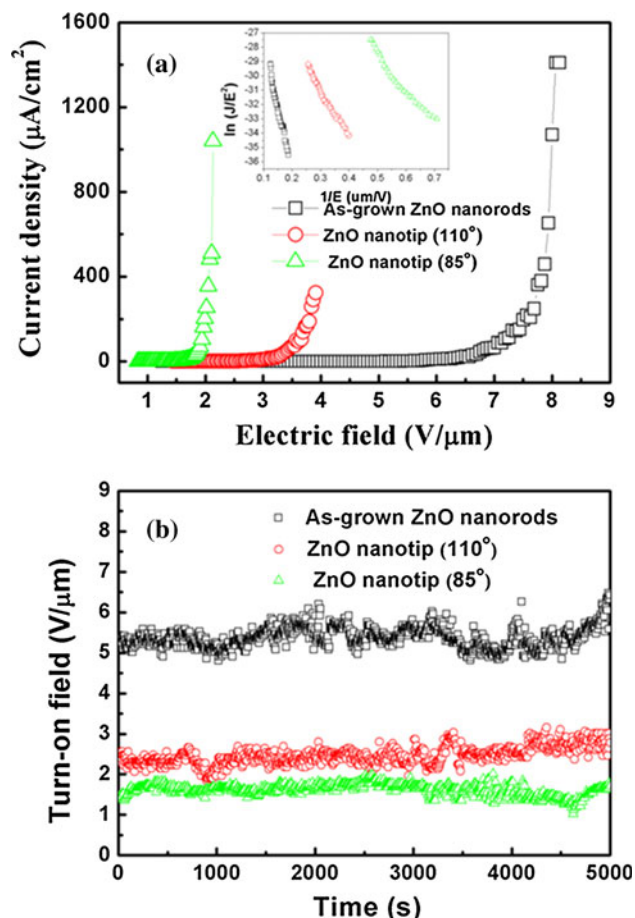 (a)
Current density (μA/cm²)
1600
1200
800
400
0
ln (J/E²)
-27
-28
-29
-30
-31
-32
-33
-34
-35
-36
0.1 0.2 0.3 0.4 0.5 0.6 0.7
1/E (um/V)
As-grown ZnO nanorods
ZnO nanotip (110°)
ZnO nanotip (85°)
1 2 3 4 5 6 7 8 9
Electric field (V/μm)
(b)
Turn-on field (V/μm)
9
8
7
6
5
4
3
2
1
0
As-grown ZnO nanorods
ZnO nanotip (110°)
ZnO nanotip (85°)
0 1000 2000 3000 4000 5000
Time (s)